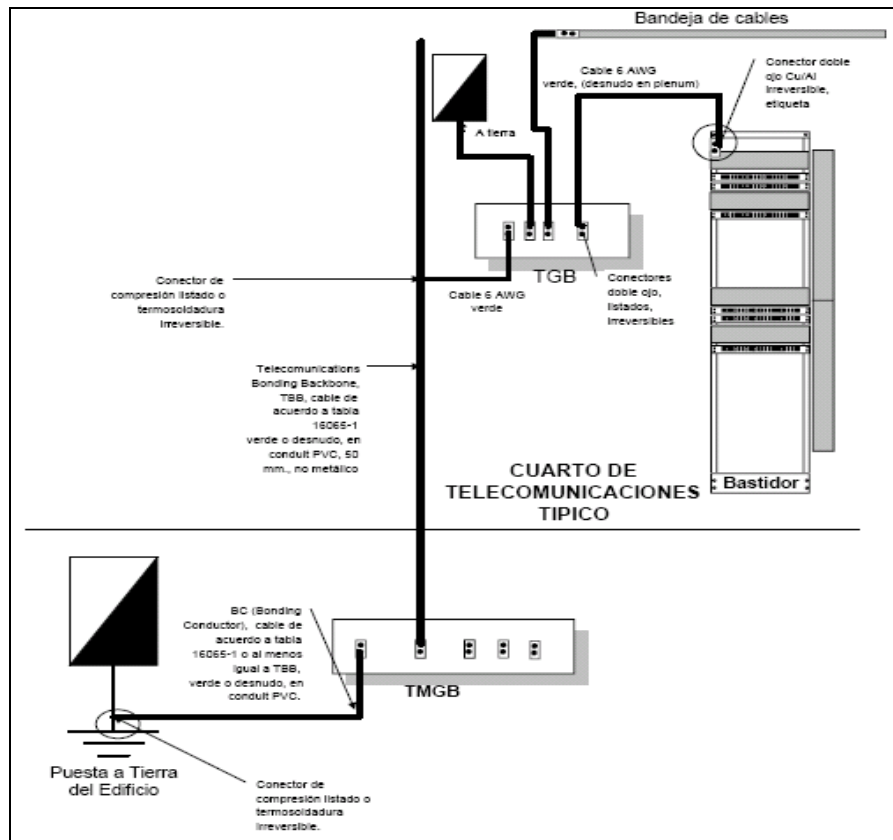 Bandeja de cables
Cable 6 AWG
verde, (desnudo en plenum)
Conector doble
ojo Cu/Al
Irreversible,
etiqueta
A tierra
TGB
Conector de
compresión listado o
termosoldadura
Irreversible.
Cable 6 AWG
verde
Conectores
doble ojo,
listados,
Irreversibles
Telecommunications
Bonding Backbone,
TBB, cable de
acuerdo a tabla
16065-1
verde o desnudo, en
conduit PVC, 50
mm., no metálico
CUARTO DE
TELECOMUNICACIONES
TIPICO
Bastidor
BC (Bonding
Conductor), cable de
acuerdo a tabla
16065-1 o al menos
igual a TBB,
verde o desnudo, en
conduit PVC.
TMGB
Puesta a Tierra
del Edificio
Conector de
compresión listado o
termosoldadura
Irreversible.